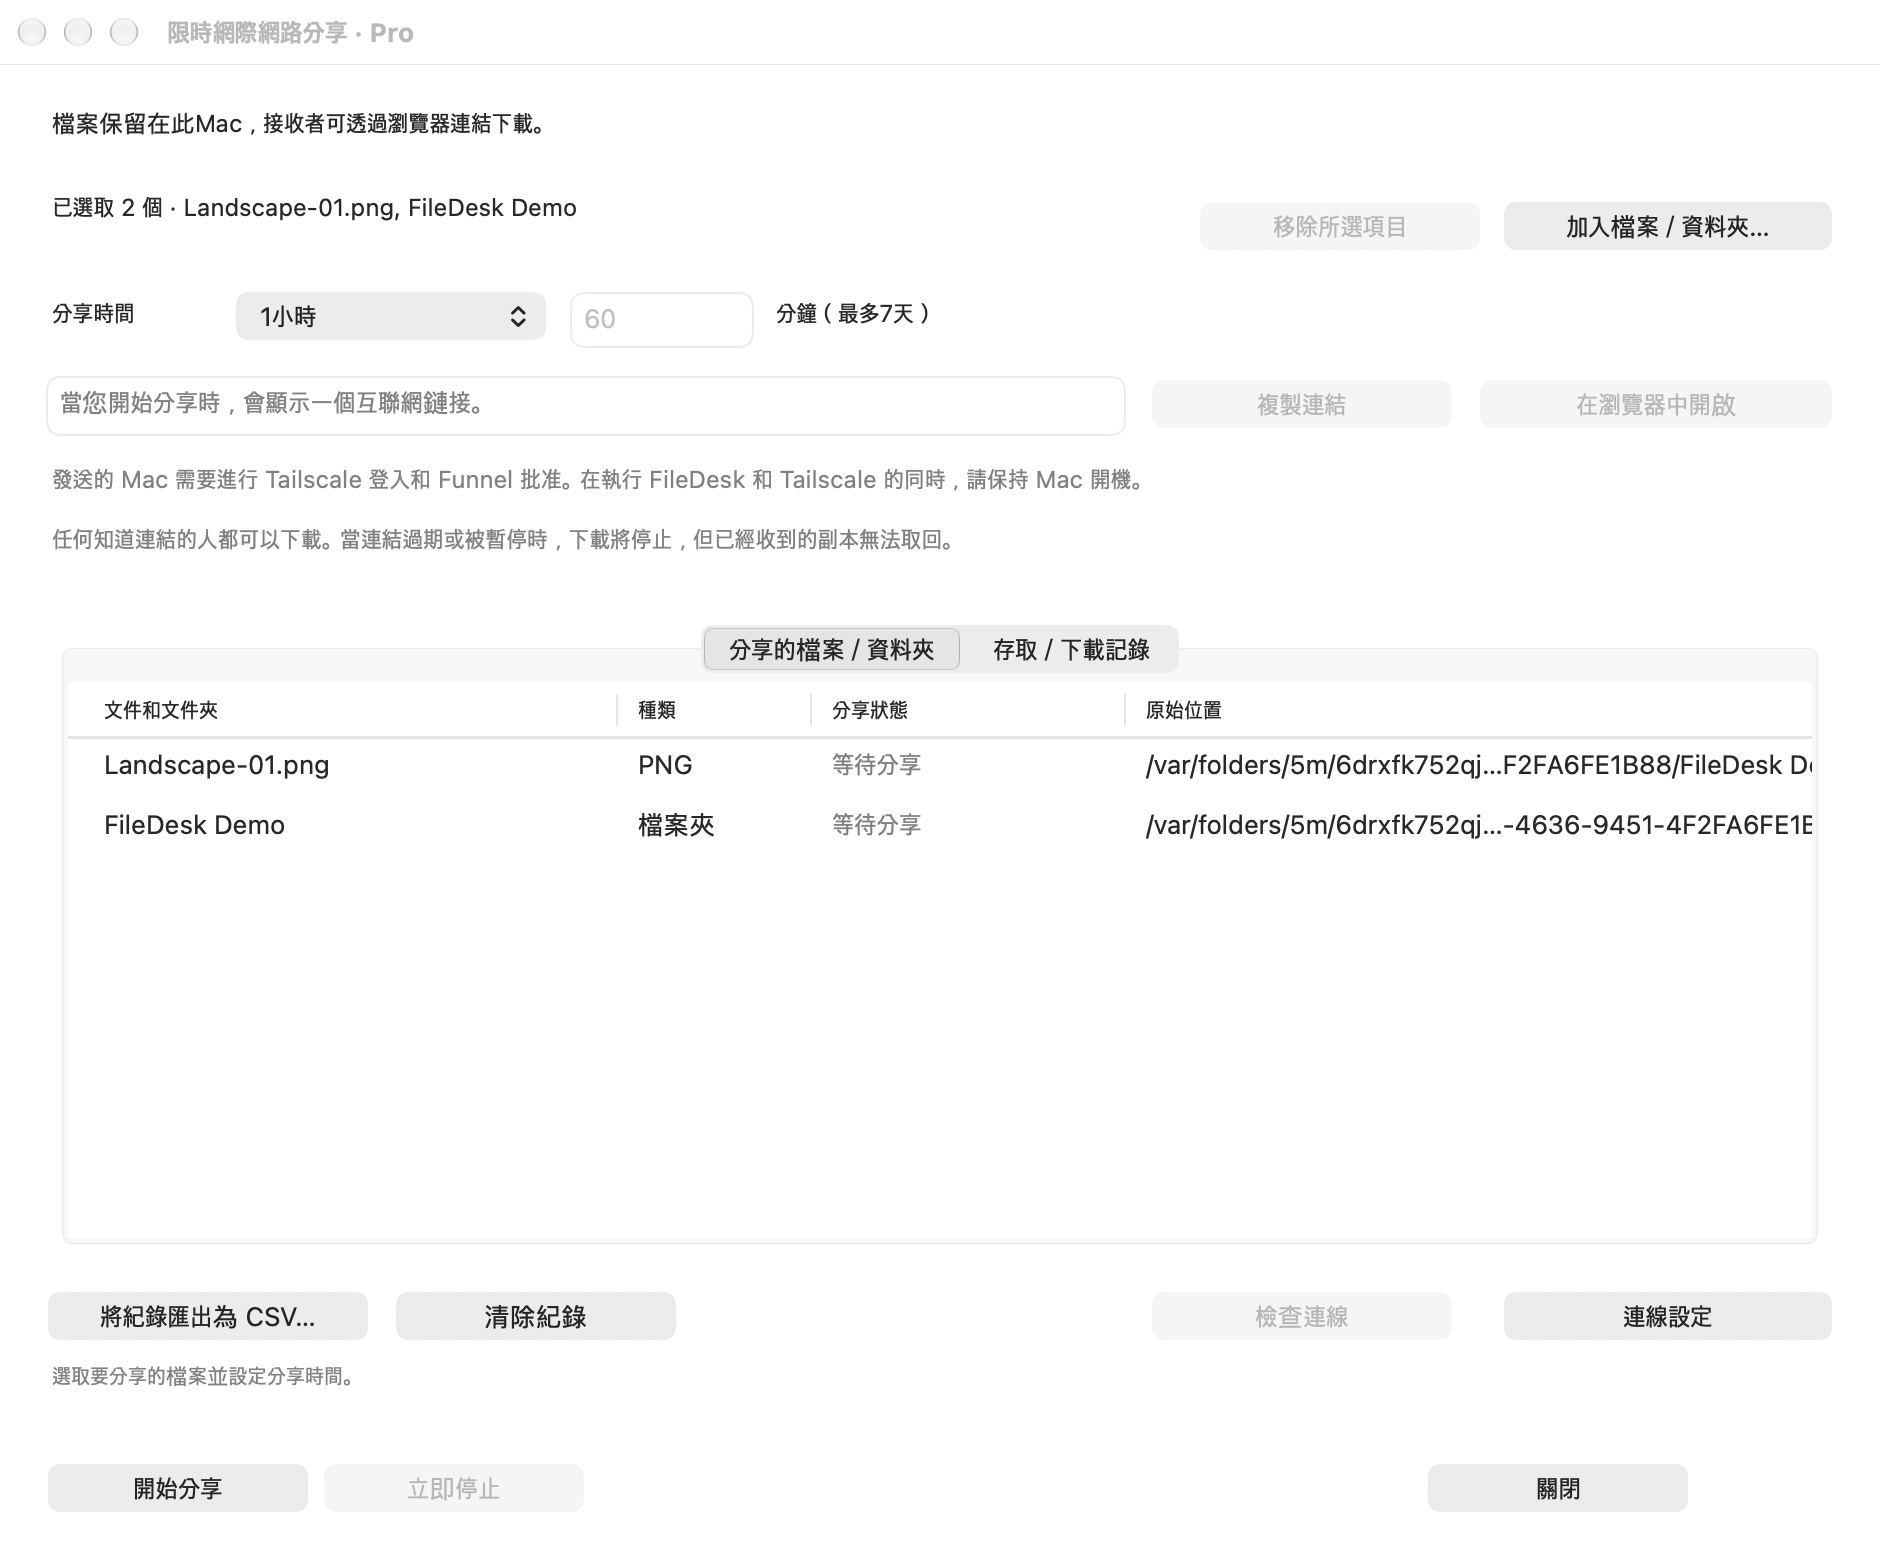 限時網際網路分享 · Pro
檔案保留在此Mac，接收者可透過瀏覽器連結下載。
已選取 2 個 · Landscape-01.png, FileDesk Demo
移除所選項目
加入檔案 / 資料夾...
分享時間
1小時
60
分鐘（最多7天）
當您開始分享時，會顯示一個互聯網鏈接。
複製連結
在瀏覽器中開啟
發送的 Mac 需要進行 Tailscale 登入和 Funnel 批准。在執行 FileDesk 和 Tailscale 的同時，請保持 Mac 開機。
任何知道連結的人都可以下載。當連結過期或被暫停時，下載將停止，但已經收到的副本無法取回。
分享的檔案 / 資料夾
存取 / 下載記錄
文件和文件夾
種類
分享狀態
原始位置
Landscape-01.png
PNG
等待分享
/var/folders/5m/6drxfk752qj...F2FA6FE1B88/FileDesk De
FileDesk Demo
檔案夾
等待分享
/var/folders/5m/6drxfk752qj...-4636-9451-4F2FA6FE1B
將紀錄匯出為 CSV...
清除紀錄
檢查連線
連線設定
選取要分享的檔案並設定分享時間。
開始分享
立即停止
關閉